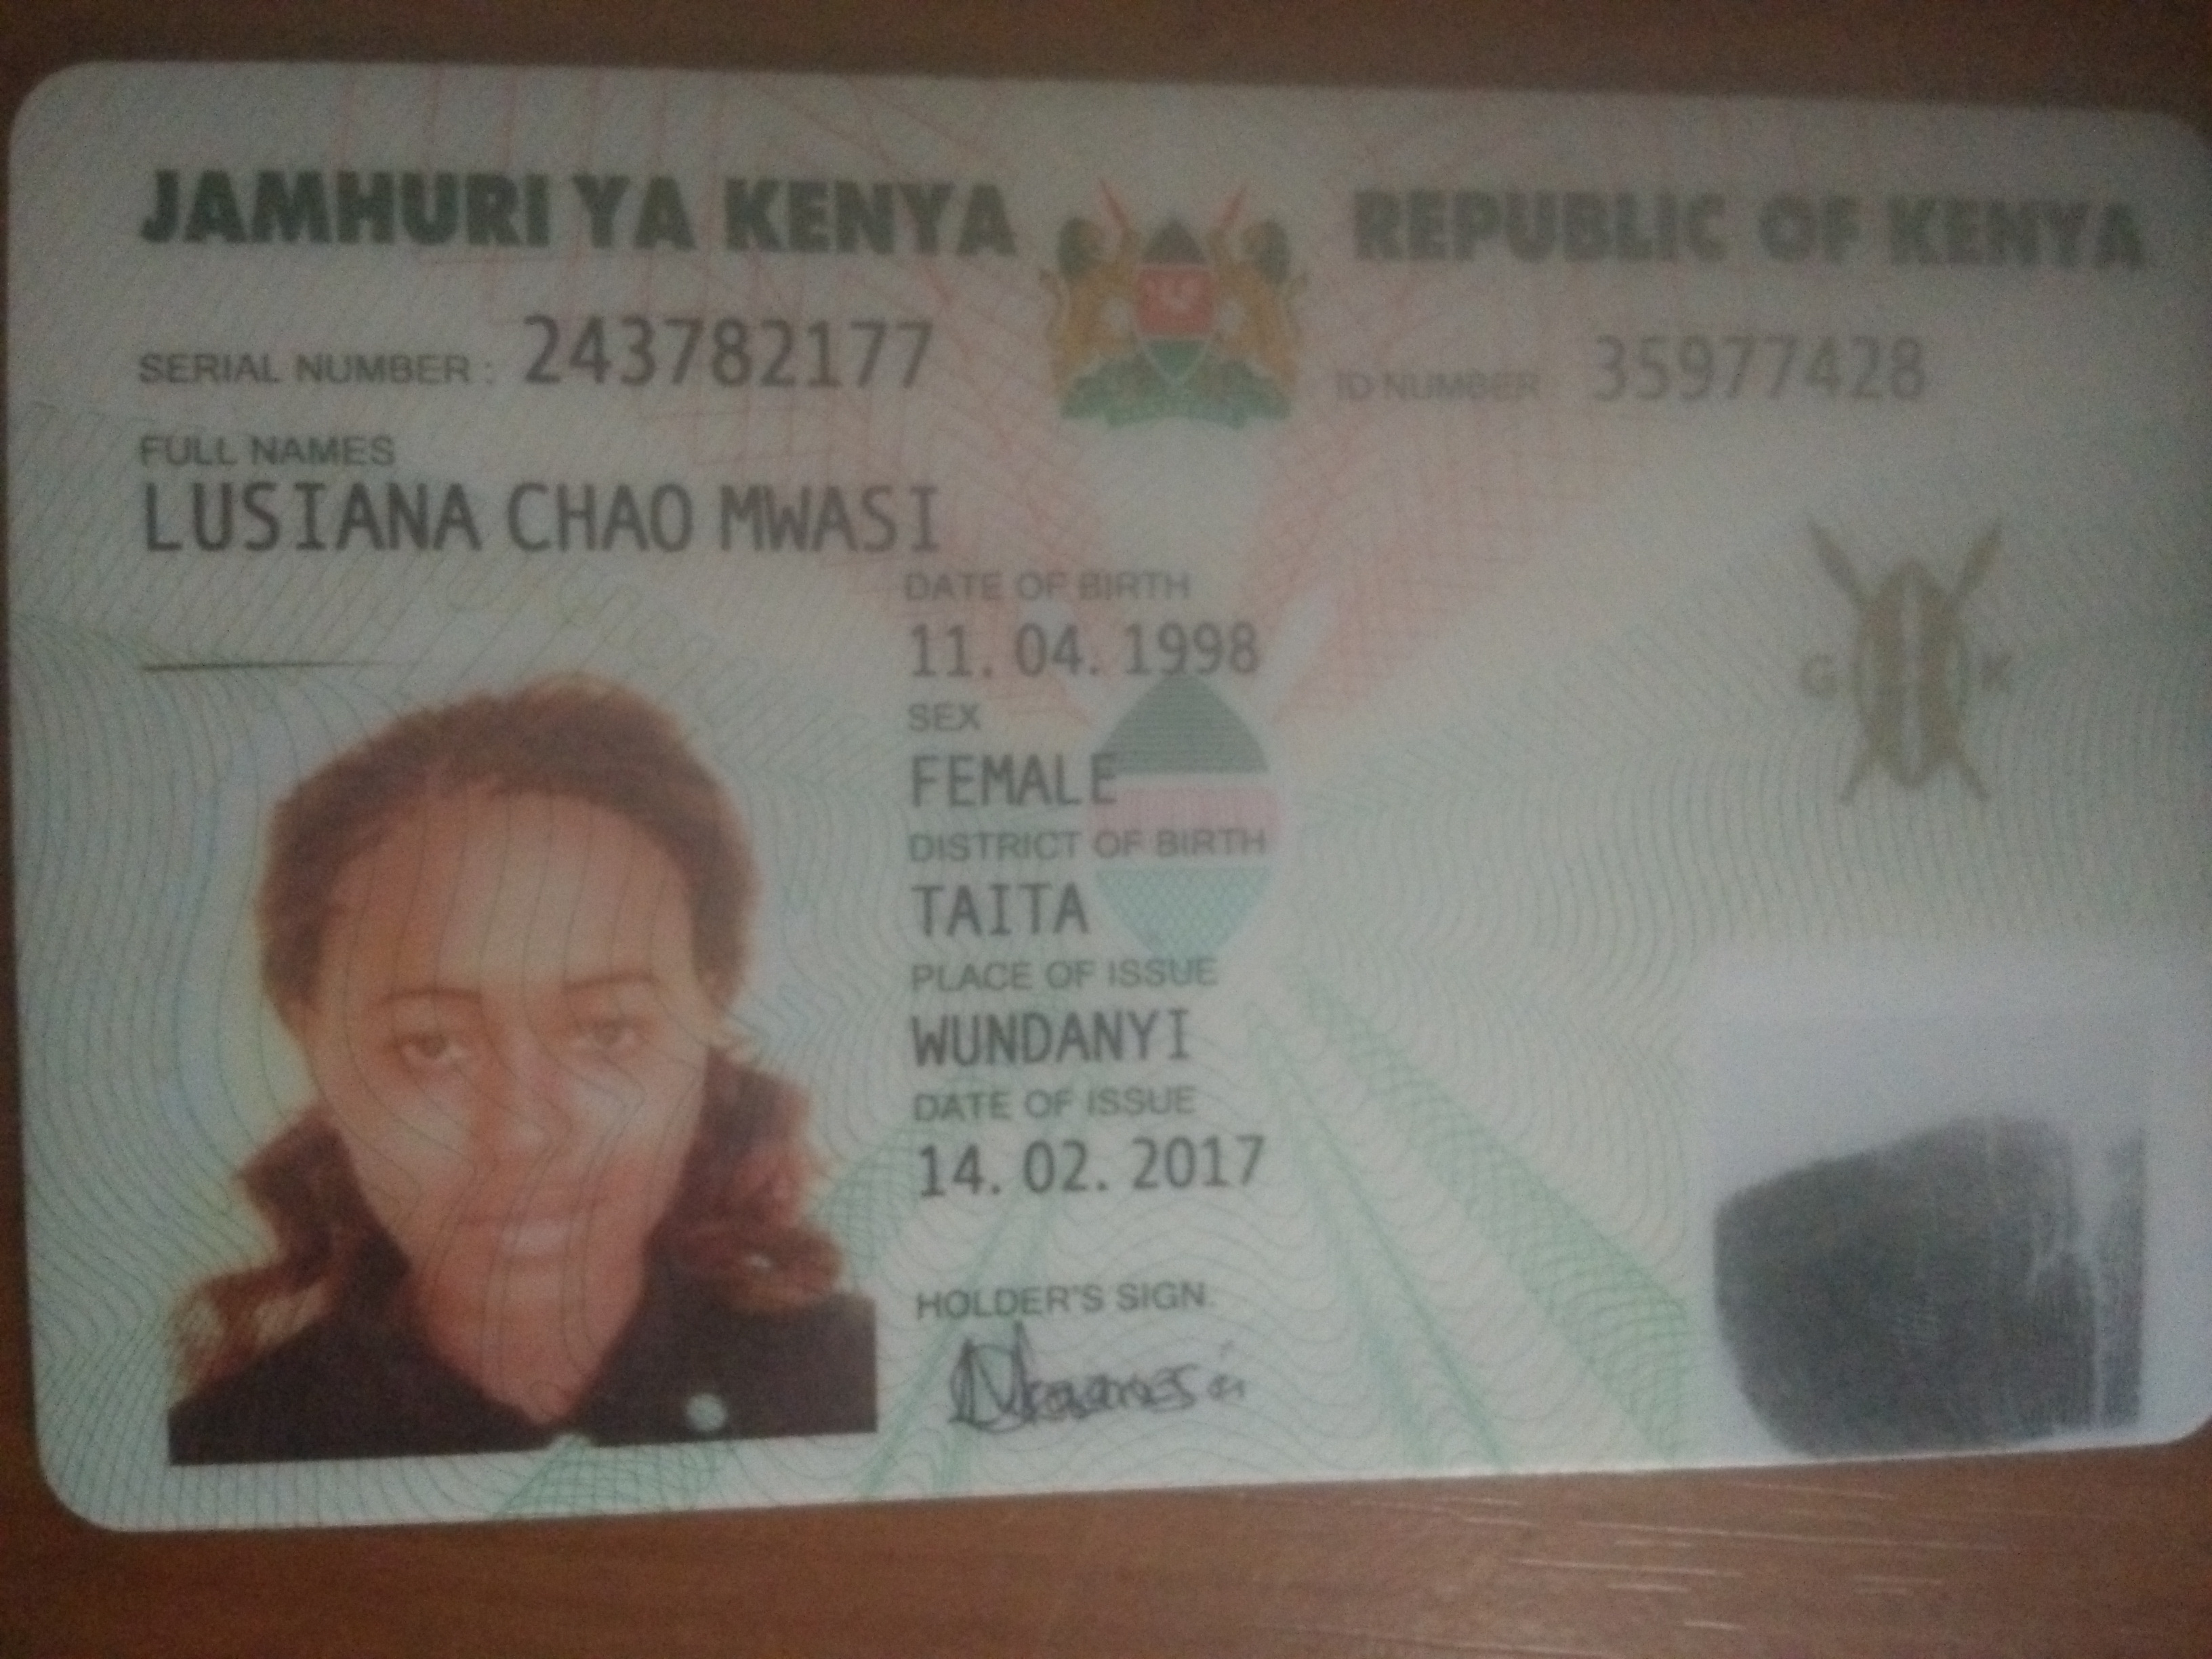 JAMHURI YA KENYA
REPUBLIC OF KENYA
SERIAL NUMBER : 243782177
ID NUMBER : 35977428
FULL NAMES
LUSIANA CHAO MWASI
DATE OF BIRTH
11. 04. 1998
SEX
FEMALE
DISTRICT OF BIRTH
TAITA
PLACE OF ISSUE
WUNDANYI
DATE OF ISSUE
14. 02. 2017
HOLDER'S SIGN.
G K